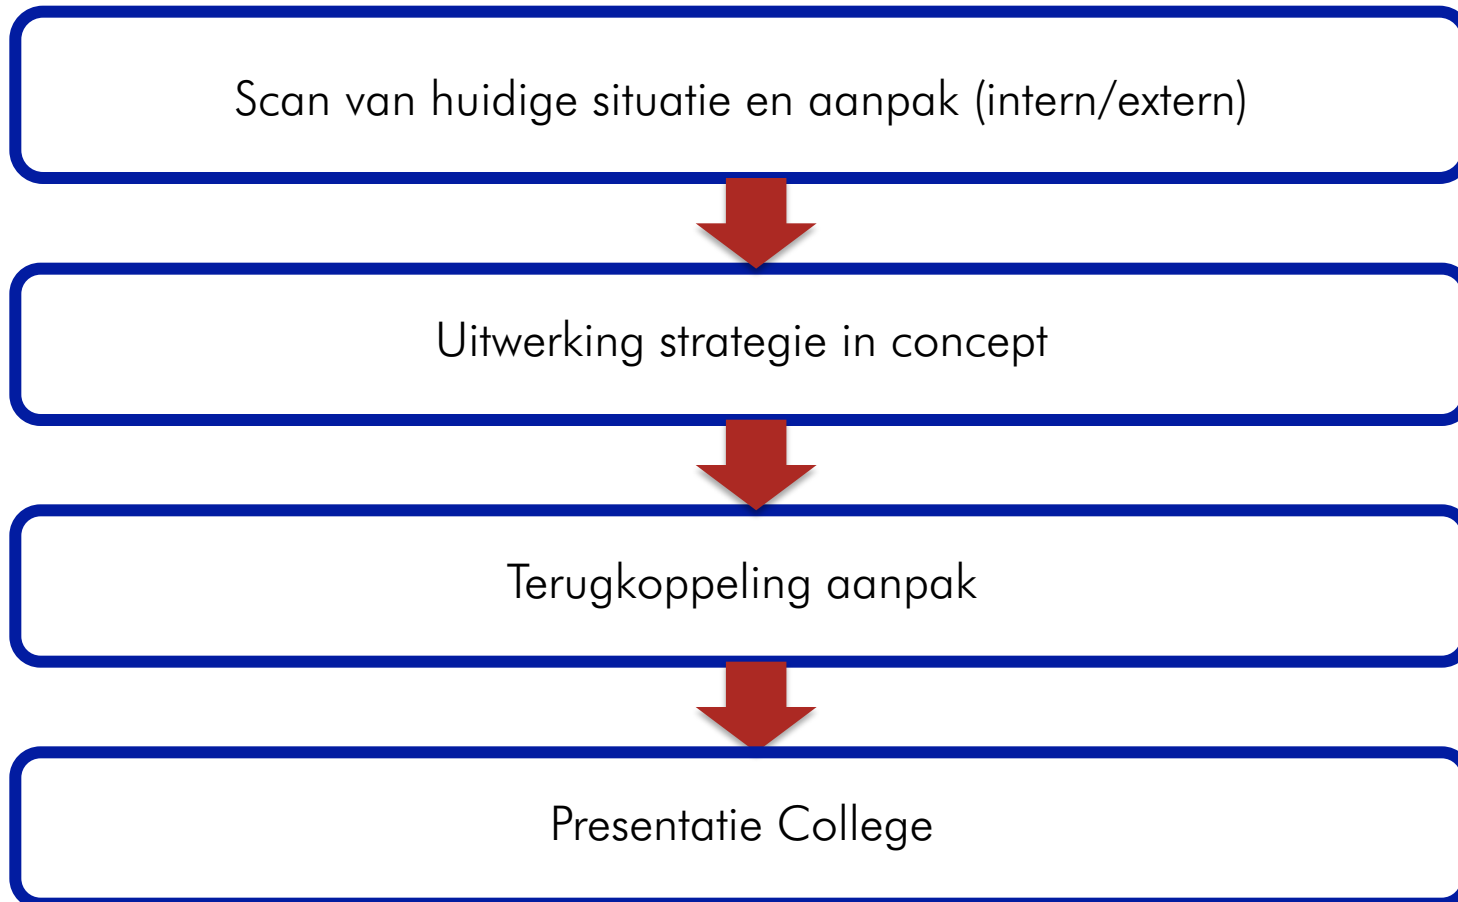 Scan van huidige situatie en aanpak (intern/extern)
Uitwerking strategie in concept
Terugkoppeling aanpak
Presentatie College